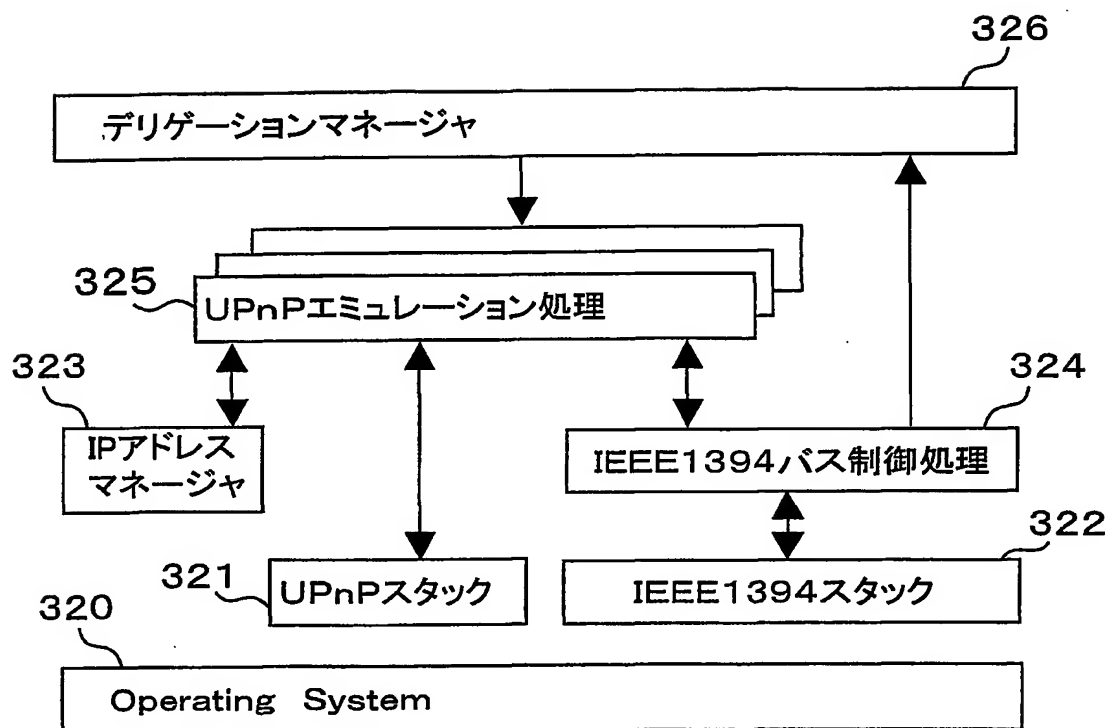 326
デリゲーションマネージャ
325
UPnPエミュレーション処理
323
324
IPアドレス
マネージャ
IEEE1394バス制御処理
322
321
UPnPスタック
IEEE1394スタック
320
Operating System